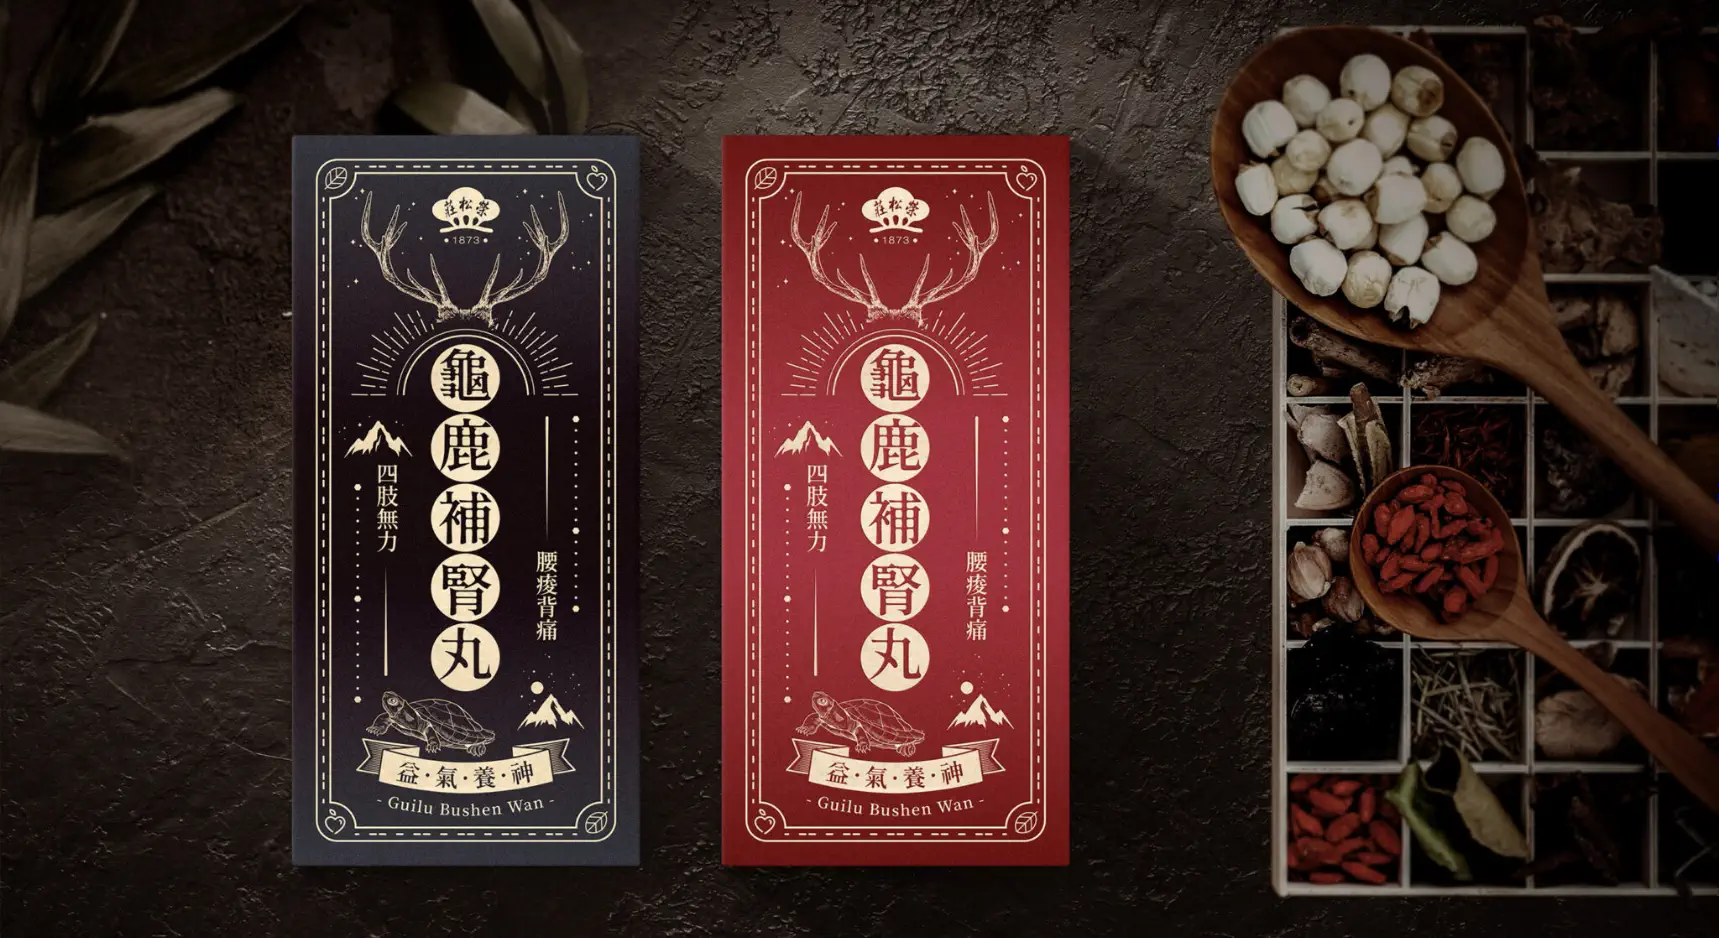 莊松榮
•1873•
龜鹿補腎丸
腰痠背痛
四肢無力
益·氣·養·神
- Guilu Bushen Wan -
莊松榮
•1873•
龜鹿補腎丸
腰痠背痛
四肢無力
益·氣·養·神
- Guilu Bushen Wan -